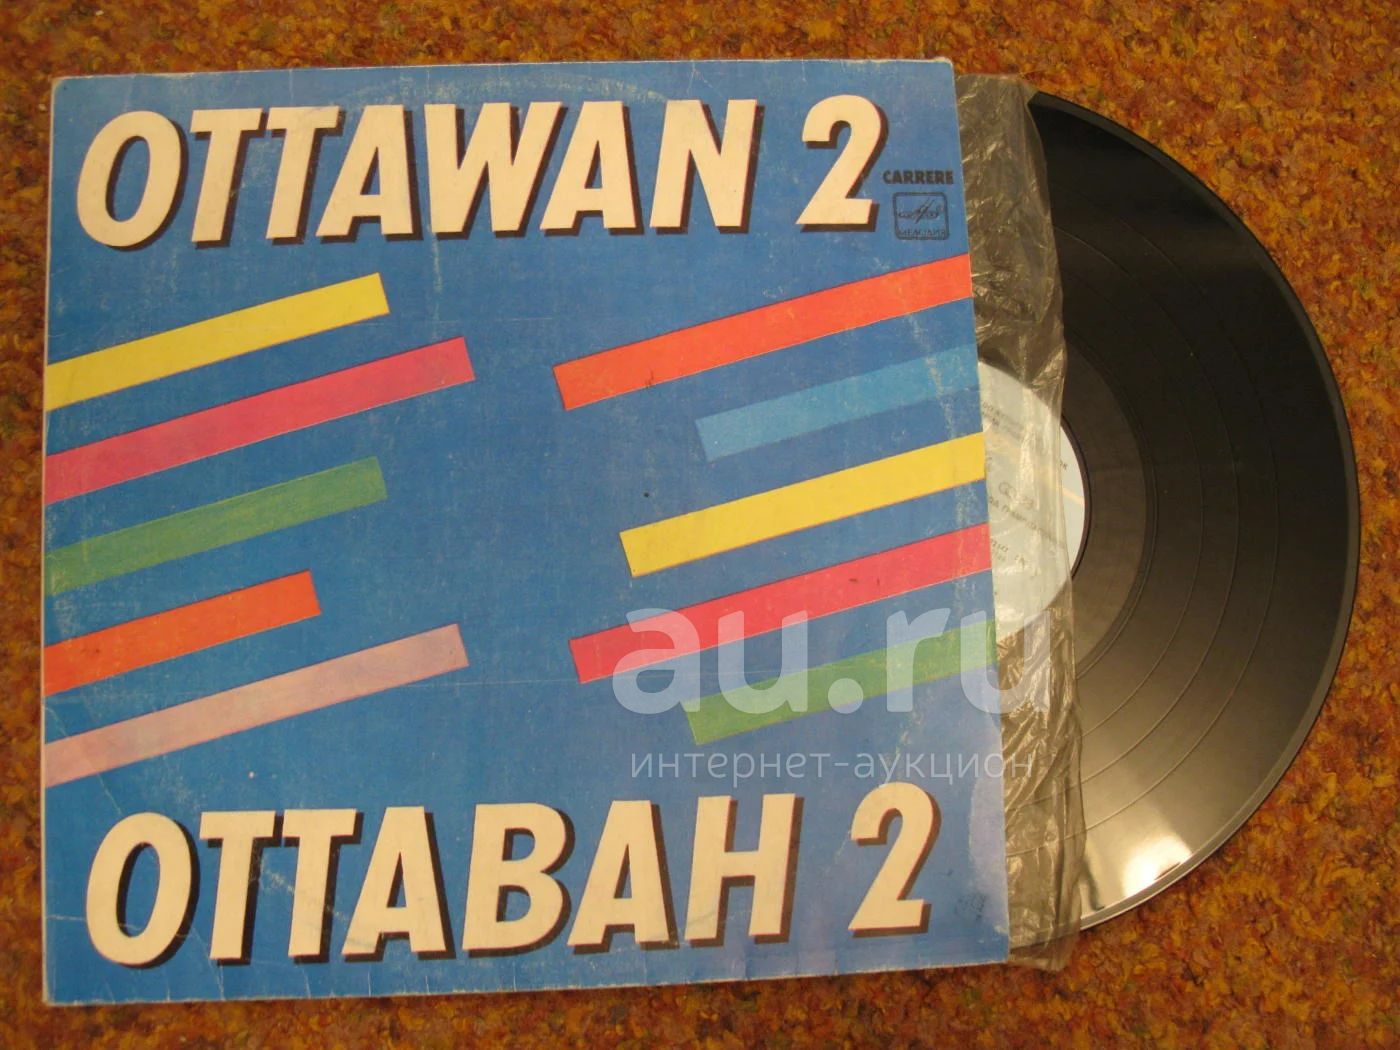 OTTAWAN 2
CARRERE
МЕЛОДИЯ
au.ru
интернет-аукцион
ОТТАВАН 2